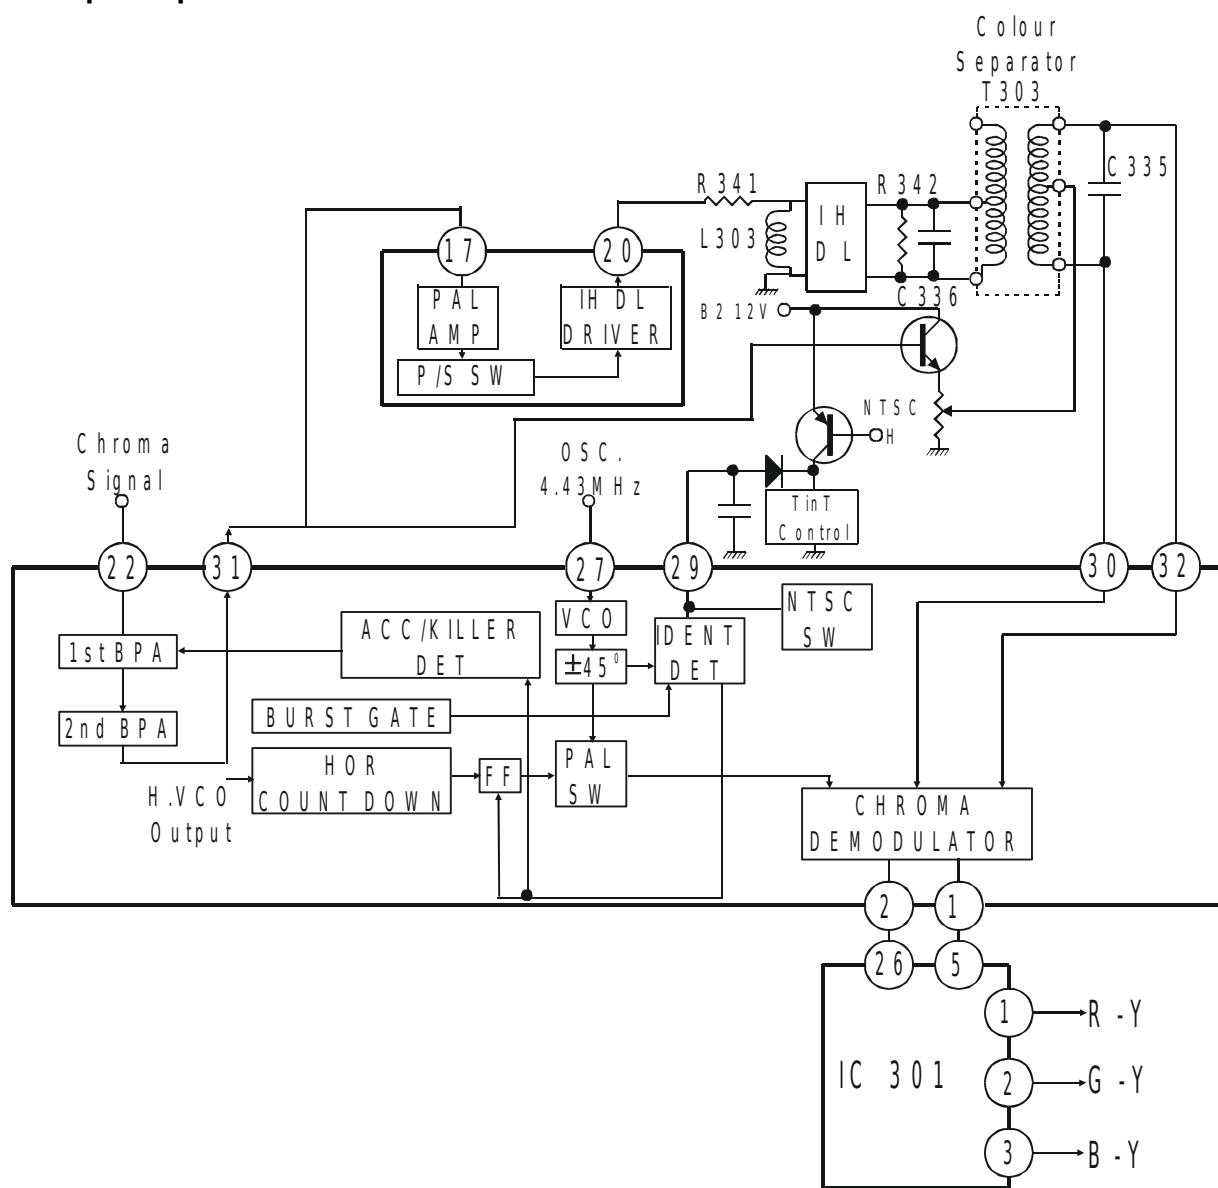 Colour
Separator
T303
C335
R341
IH
DL
R342
L303
C336
17
20
PAL
AMP
IH DL
DRIVER
P/S SW
B2 12V
NTSC
H
Chroma
Signal
OSC.
4.43MHz
TinT
Control
22
31
27
29
30
32
VCO
NTSC
SW
ACC/KILLER
DET
IDENT
DET
1st BPA
±45°
BURST GATE
2nd BPA
HOR
COUNT DOWN
FF
PAL
SW
H.VCO
Output
CHROMA
DEMODULATOR
2
1
26
5
1
R-Y
IC 301
2
G-Y
3
B-Y